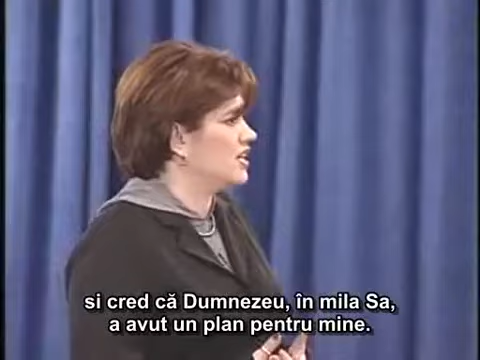 si cred că Dumnezeu, în mila Sa,
a avut un plan pentru mine.